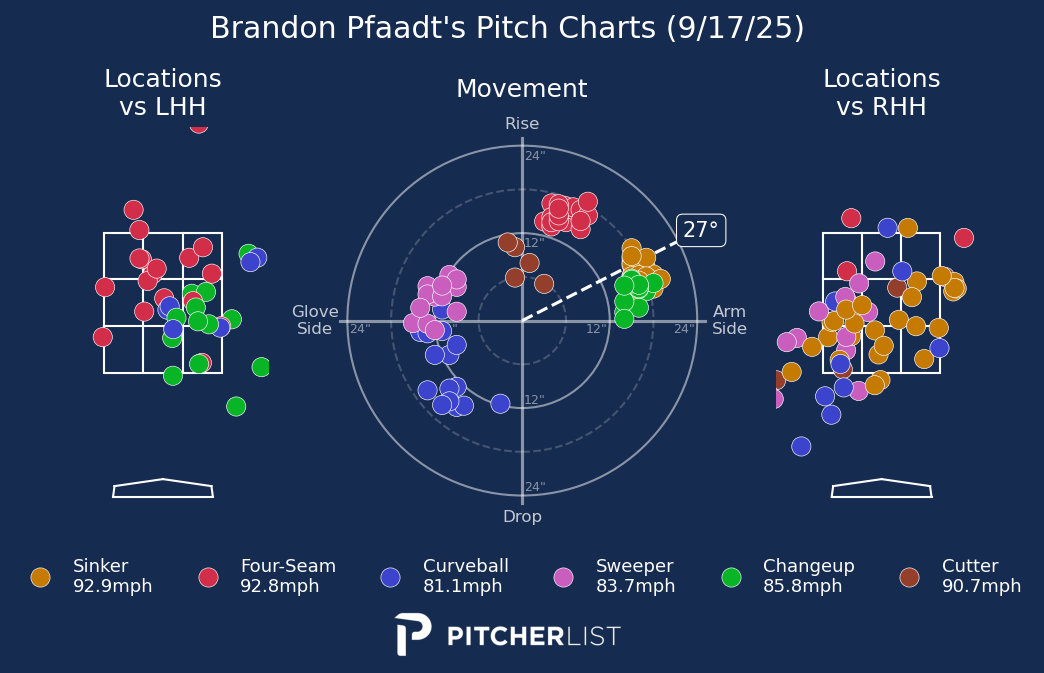 Brandon Pfaadt's Pitch Charts (9/17/25)
Locations
vs LHH
Movement
Locations
vs RHH
Rise
24"
27°
12"
Glove
Side
24"
12"
24"
Arm
Side
12"
24"
Drop
Sinker
92.9mph
Four-Seam
92.8mph
Curveball
81.1mph
Sweeper
83.7mph
Changeup
85.8mph
Cutter
90.7mph
PITCHERLIST